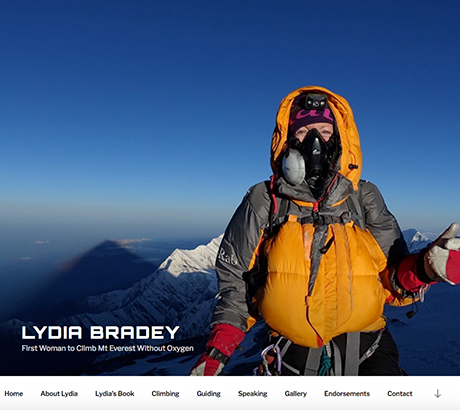 Rab
LYDIA BRADEY
First Woman to Climb Mt Everest Without Oxygen
Home About Lydia Lydia's Book Climbing Guiding Speaking Gallery Endorsements Contact